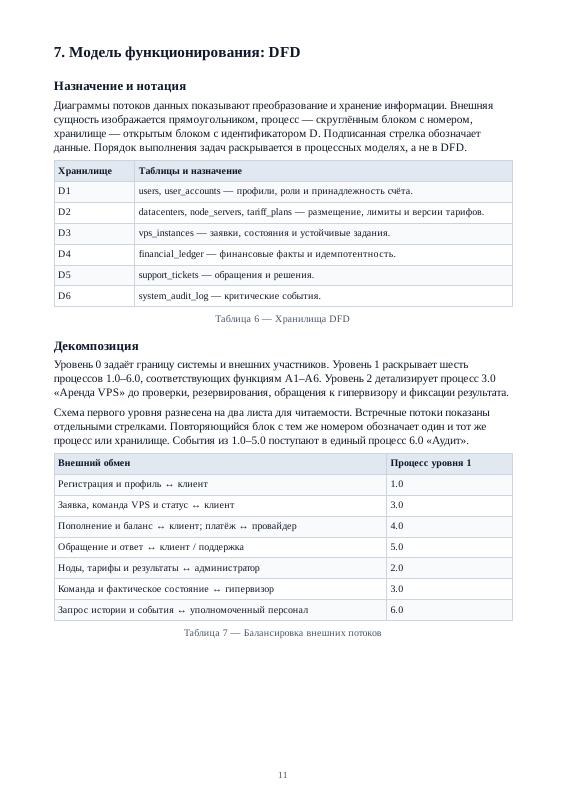 7. Модель функционирования: DFD
Назначение и нотация
Диаграммы потоков данных показывают преобразование и хранение информации. Внешняя
сущность изображается прямоугольником, процесс — скруглённым блоком с номером,
хранилище — открытым блоком с идентификатором D. Подписанная стрелка обозначает
данные. Порядок выполнения задач раскрывается в процессных моделях, а не в DFD.
Хранилище Таблицы и назначение
D1 users, user_accounts — профили, роли и принадлежность счёта.
D2 datacenters, node_servers, tariff_plans — размещение, лимиты и версии тарифов.
D3 vps_instances — заявки, состояния и устойчивые задания.
D4 financial_ledger — финансовые факты и идемпотентность.
D5 support_tickets — обращения и решения.
D6 system_audit_log — критические события.
Таблица 6 — Хранилища DFD
Декомпозиция
Уровень 0 задаёт границу системы и внешних участников. Уровень 1 раскрывает шесть
процессов 1.0–6.0, соответствующих функциям A1–A6. Уровень 2 детализирует процесс 3.0
«Аренда VPS» до проверки, резервирования, обращения к гипервизору и фиксации результата.
Схема первого уровня разнесена на два листа для читаемости. Встречные потоки показаны
отдельными стрелками. Повторяющийся блок с тем же номером обозначает один и тот же
процесс или хранилище. События из 1.0–5.0 поступают в единый процесс 6.0 «Аудит».
Внешний обмен Процесс уровня 1
Регистрация и профиль ↔ клиент 1.0
Заявка, команда VPS и статус ↔ клиент 3.0
Пополнение и баланс ↔ клиент; платёж ↔ провайдер 4.0
Обращение и ответ ↔ клиент / поддержка 5.0
Ноды, тарифы и результаты ↔ администратор 2.0
Команда и фактическое состояние ↔ гипервизор 3.0
Запрос истории и события ↔ уполномоченный персонал 6.0
Таблица 7 — Балансировка внешних потоков
11